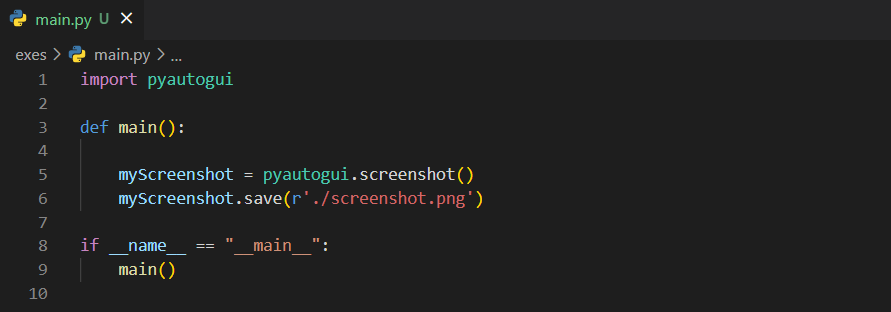 main.py U ×
exes > main.py > ...
1 import pyautogui
2
3 def main():
4
5     myScreenshot = pyautogui.screenshot()
6     myScreenshot.save(r'./screenshot.png')
7
8 if __name__ == "__main__":
9     main()
10